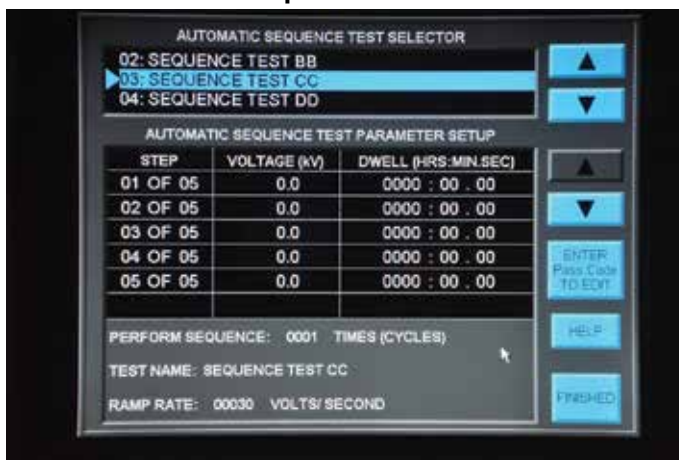 AUTOMATIC SEQUENCE TEST SELECTOR
02: SEQUENCE TEST BB
03: SEQUENCE TEST CC
04: SEQUENCE TEST DD
AUTOMATIC SEQUENCE TEST PARAMETER SETUP
STEP VOLTAGE (kV) DWELL (HRS:MIN.SEC)
01 OF 05 0.0 0000 : 00 . 00
02 OF 05 0.0 0000 : 00 . 00
03 OF 05 0.0 0000 : 00 . 00
04 OF 05 0.0 0000 : 00 . 00
05 OF 05 0.0 0000 : 00 . 00
ENTER
Pass Code
TO EDIT
PERFORM SEQUENCE: 0001 TIMES (CYCLES)
HELP
TEST NAME: SEQUENCE TEST CC
RAMP RATE: 00030 VOLTS/SECOND
FINISHED